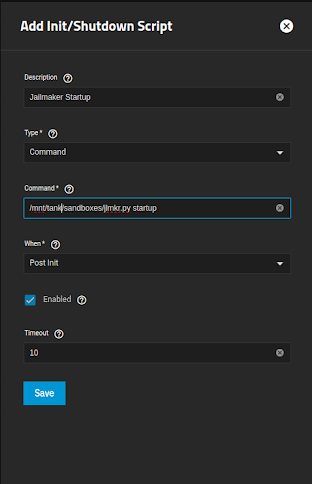 Add Init/Shutdown Script
Description
Jailmaker Startup
Type *
Command
Command *
/mnt/tank/sandboxes/jlmkr.py startup
When *
Post Init
Enabled
Timeout
10
Save